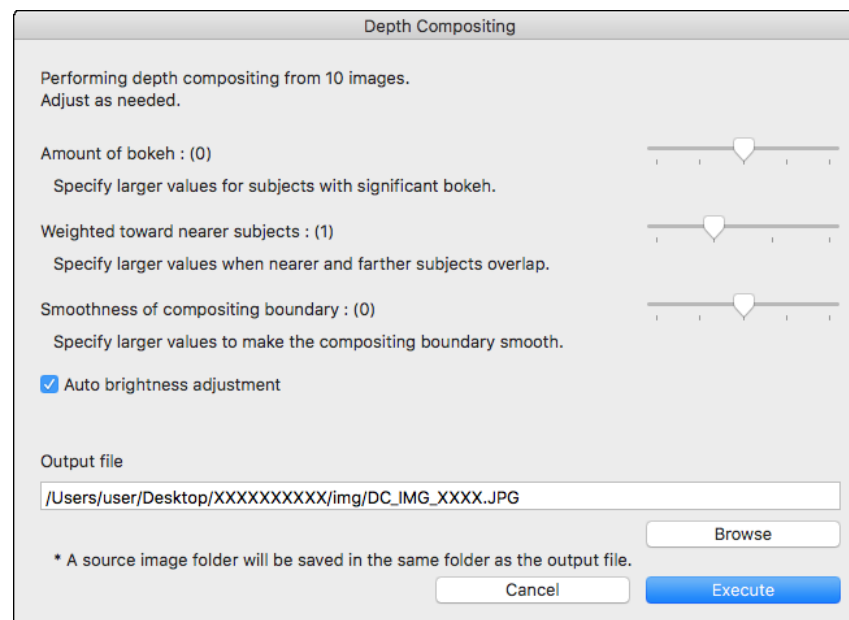 Depth Compositing
Performing depth compositing from 10 images.
Adjust as needed.
Amount of bokeh : (0)
Specify larger values for subjects with significant bokeh.
Weighted toward nearer subjects : (1)
Specify larger values when nearer and farther subjects overlap.
Smoothness of compositing boundary : (0)
Specify larger values to make the compositing boundary smooth.
Auto brightness adjustment
Output file
/Users/user/Desktop/XXXXXXXXXX/img/DC_IMG_XXXX.JPG
Browse
* A source image folder will be saved in the same folder as the output file.
Cancel Execute